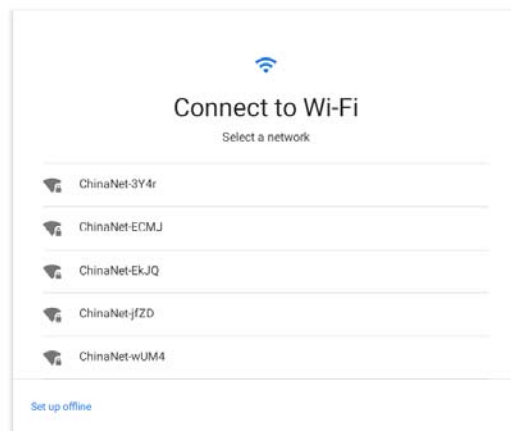 Connect to Wi-Fi
Select a network
ChinaNet-3Y4r
ChinaNet-ECMJ
ChinaNet-EkJQ
ChinaNet-jfZD
ChinaNet-wUM4
Set up offline